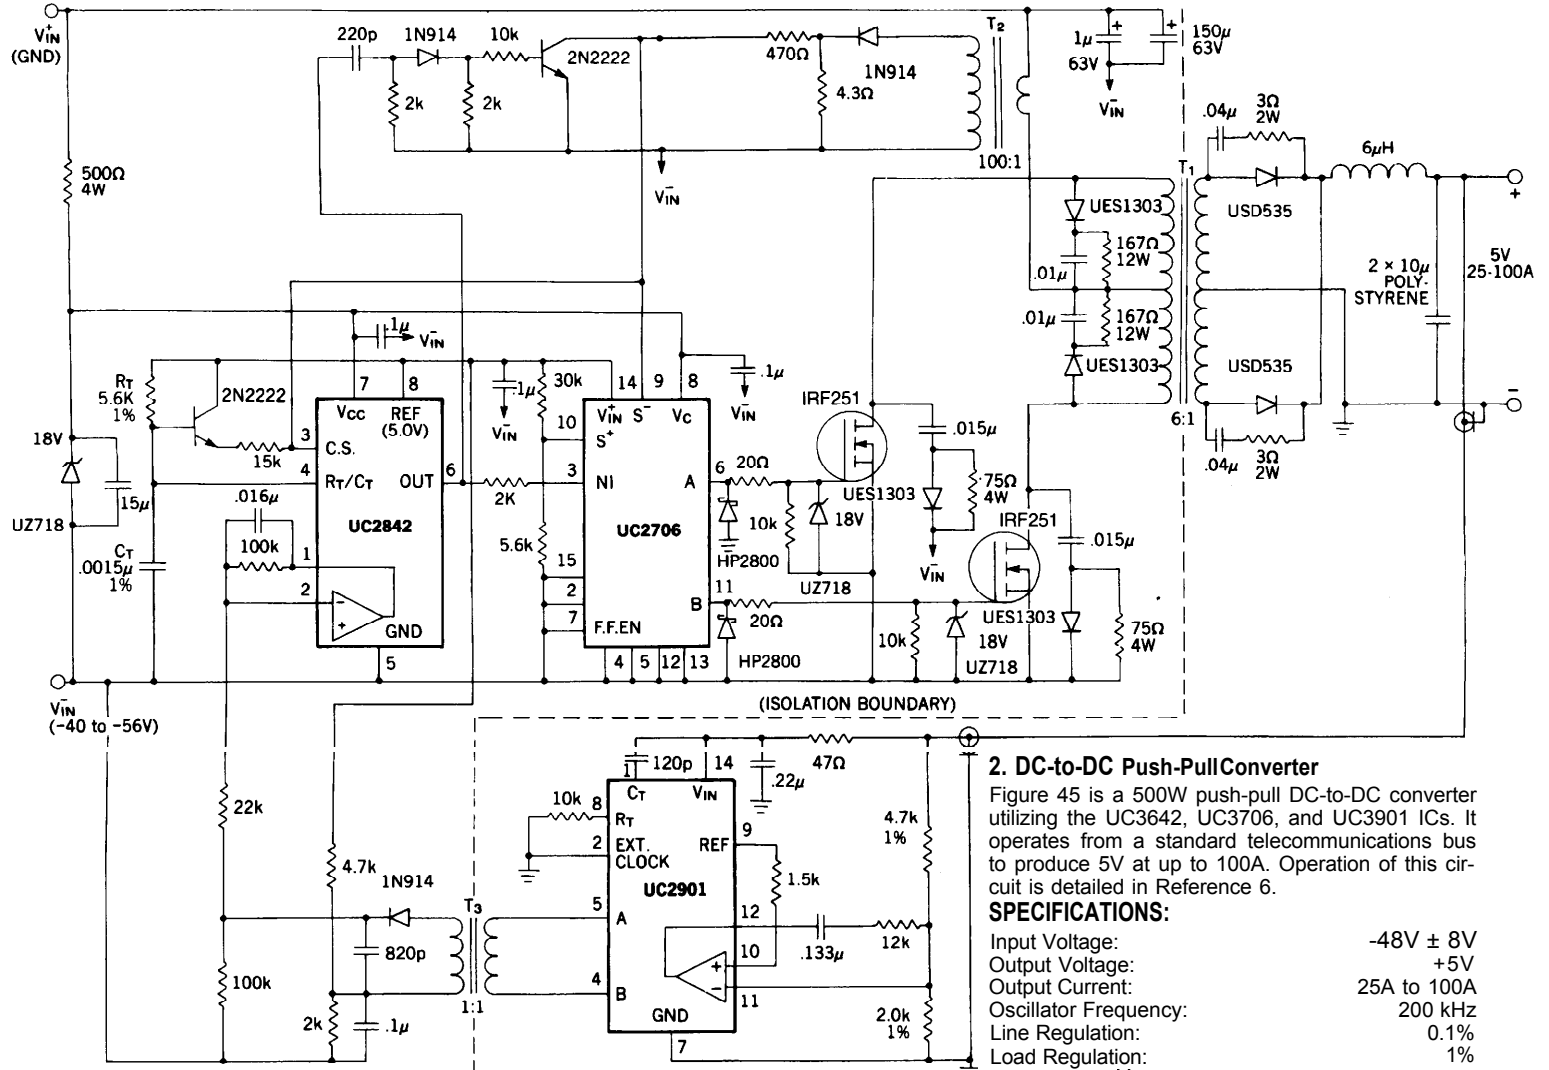 V+IN
(GND)
220p
1N914
10k
2N2222
2k
2k
V-IN
470Ω
4.3Ω
1N914
T2
100:1
1µ
63V
+
V-IN
+
150µ
63V
500Ω
4W
.04µ
3Ω
2W
T1
6µH
USD535
+
UES1303
167Ω
12W
.01µ
.01µ
167Ω
12W
UES1303
2 × 10µ
POLY-
STYRENE
5V
25-100A
USD535
6:1
.04µ
3Ω
2W
−
.1µ
V-IN
RT
5.6K
1%
2N2222
15k
18V
UZ718
15µ
CT
.0015µ
1%
.016µ
100k
7
8
VCC
REF
(5.0V)
3
C.S.
4
RT/CT
OUT
6
UC2842
1
2
−
+
GND
5
2K
.1µ
V-IN
30k
5.6k
14
9
8
V+IN
S−
VC
10
S+
3
NI
A
6
UC2706
15
2
7
F.F.EN
B
11
4
5
12
13
.1µ
V-IN
20Ω
HP2800
10k
18V
UZ718
IRF251
UES1303
.015µ
75Ω
4W
V-IN
20Ω
HP2800
10k
18V
UZ718
IRF251
UES1303
.015µ
75Ω
4W
V-IN
(−40 to −56V)
(ISOLATION BOUNDARY)
22k
4.7k
1N914
820p
100k
2k
.1µ
T3
1:1
1
120p
14
CT
VIN
.22µ
47Ω
10k
8
RT
2
EXT.
CLOCK
REF
9
UC2901
5
A
4
B
12
10
+
−
11
GND
7
1.5k
.133µ
12k
4.7k
1%
2.0k
1%
2. DC-to-DC Push-PullConverter
Figure 45 is a 500W push-pull DC-to-DC converter
utilizing the UC3642, UC3706, and UC3901 ICs. It
operates from a standard telecommunications bus
to produce 5V at up to 100A. Operation of this cir-
cuit is detailed in Reference 6.
SPECIFICATIONS:
Input Voltage: -48V ± 8V
Output Voltage: +5V
Output Current: 25A to 100A
Oscillator Frequency: 200 kHz
Line Regulation: 0.1%
Load Regulation: 1%